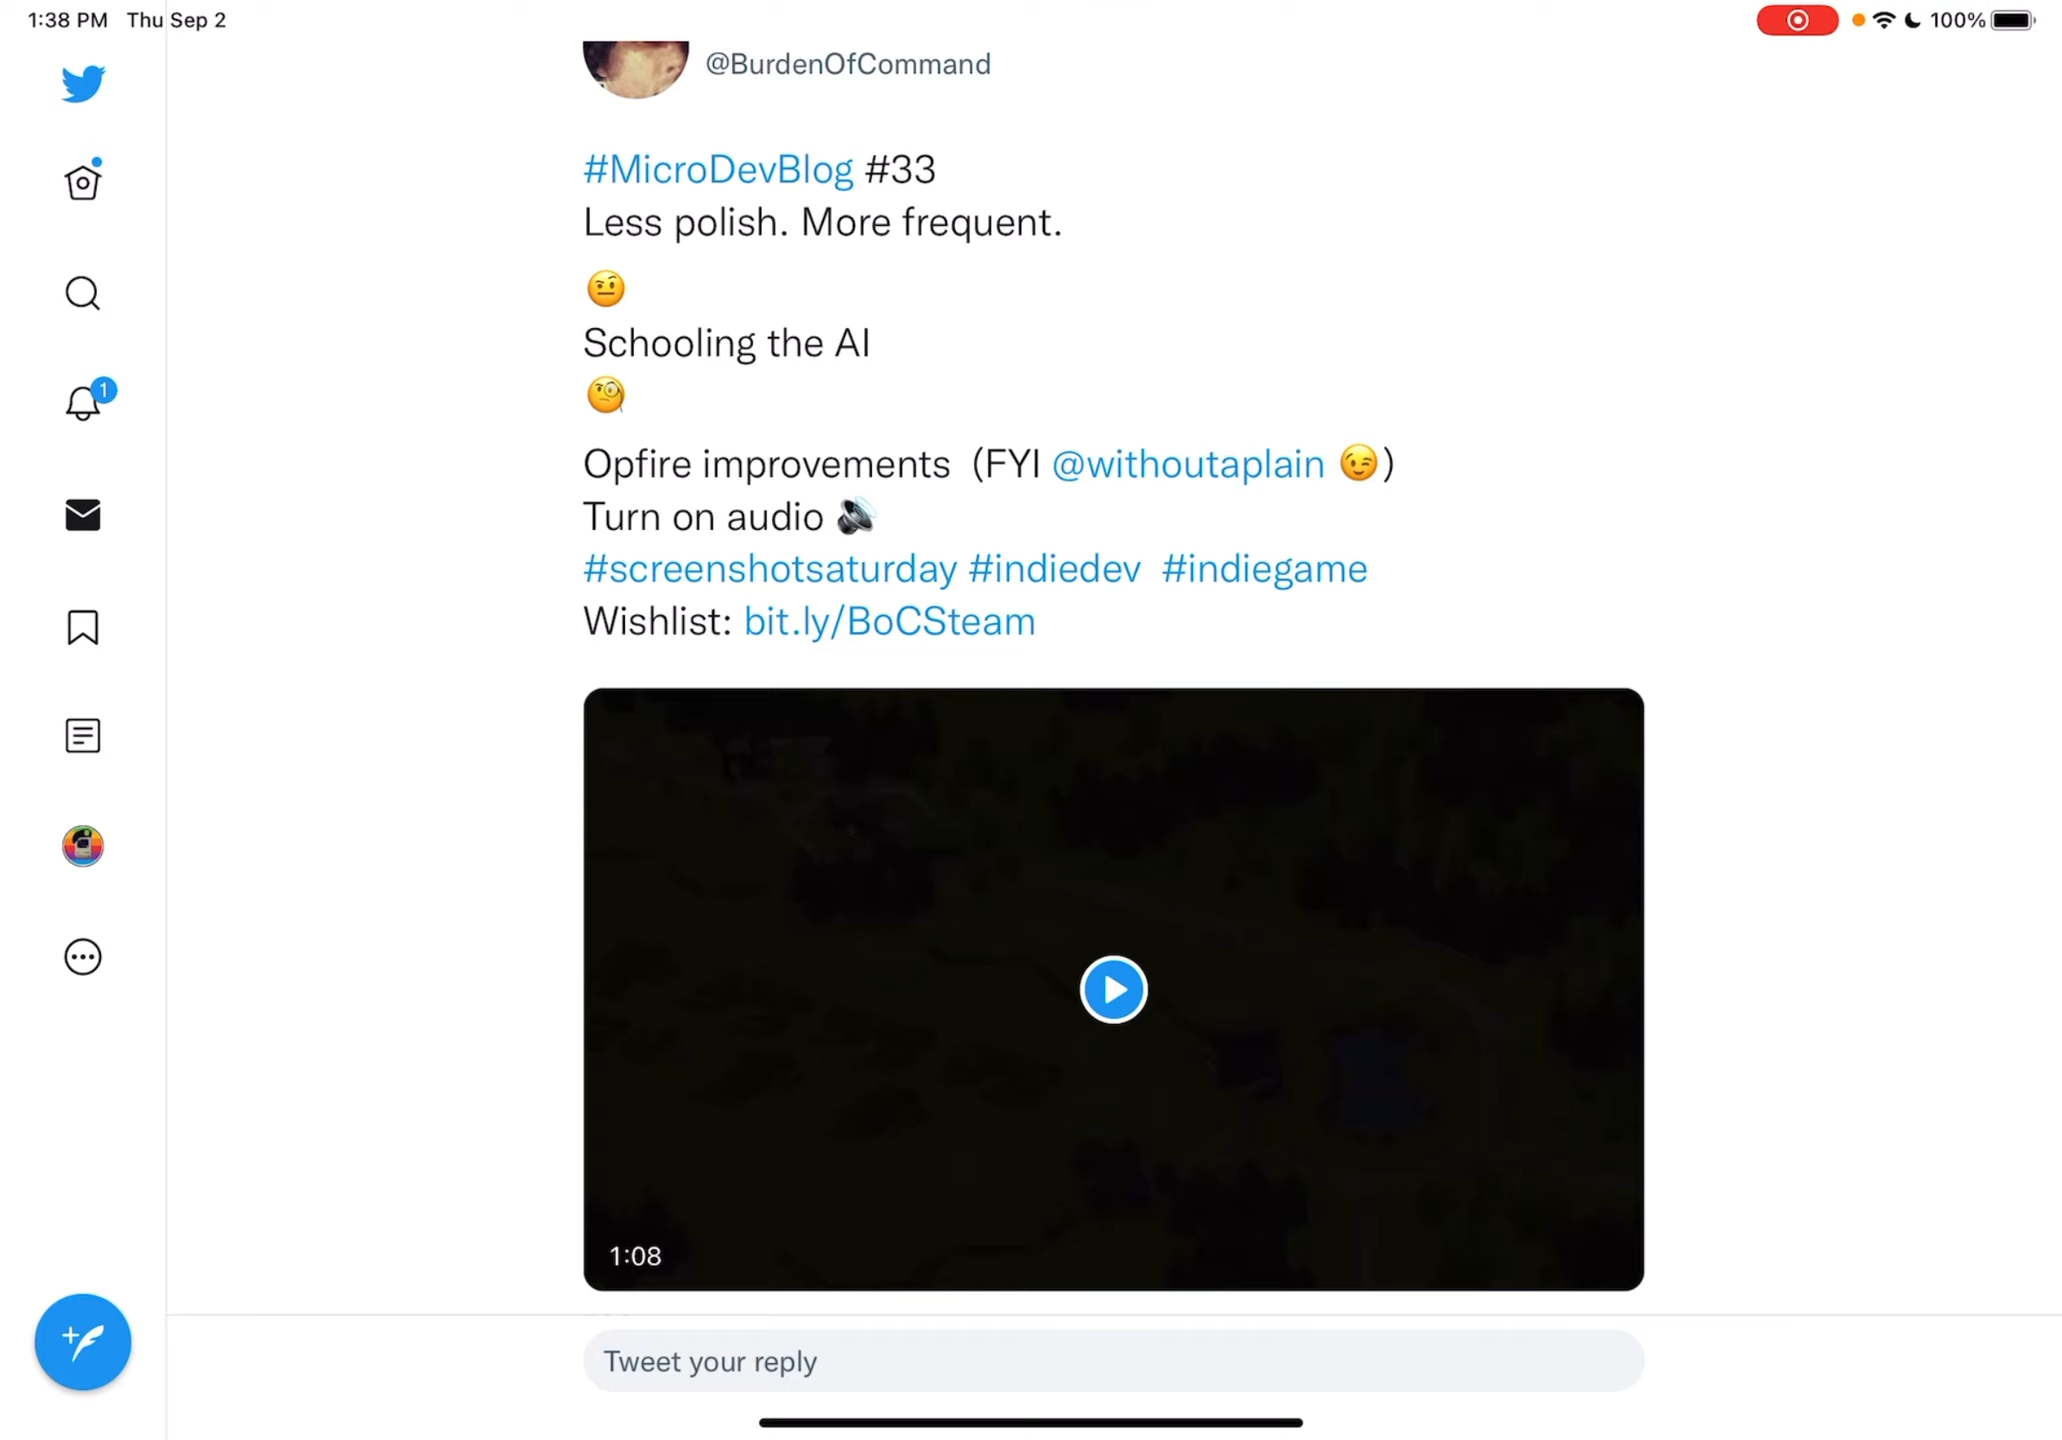 1:38 PM Thu Sep 2
100%
@BurdenOfCommand
#MicroDevBlog #33
Less polish. More frequent.
🤨
Schooling the AI
🧐
Opfire improvements (FYI @withoutaplain 😉)
Turn on audio 🔊
#screenshotsaturday #indiedev #indiegame
Wishlist: bit.ly/BoCSteam
1
1:08
Tweet your reply